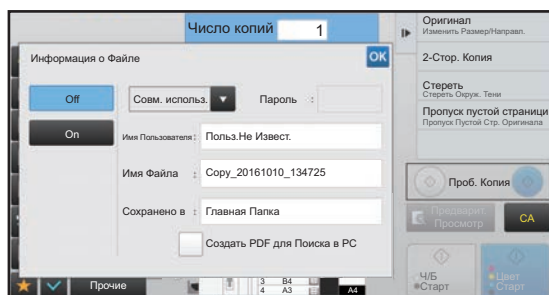 Число копий 1
Информация о Файле
OK
Off
On
Совм. использ.
Пароль :
Имя Пользователя : Польз.Не Извест.
Имя Файла : Copy_20161010_134725
Сохранено в : Главная Папка
Создать PDF для Поиска в PC
Прочие
3 B4
4 A3
A4
Оригинал
Изменить Размер/Направл.
2-Стор. Копия
Стереть
Стереть Окруж. Тени
Пропуск пустой страници
Пропуск Пустой Стр. Оригинала
Проб. Копия
Предварит.
Просмотр
CA
Ч/Б
Старт
Цвет
Старт